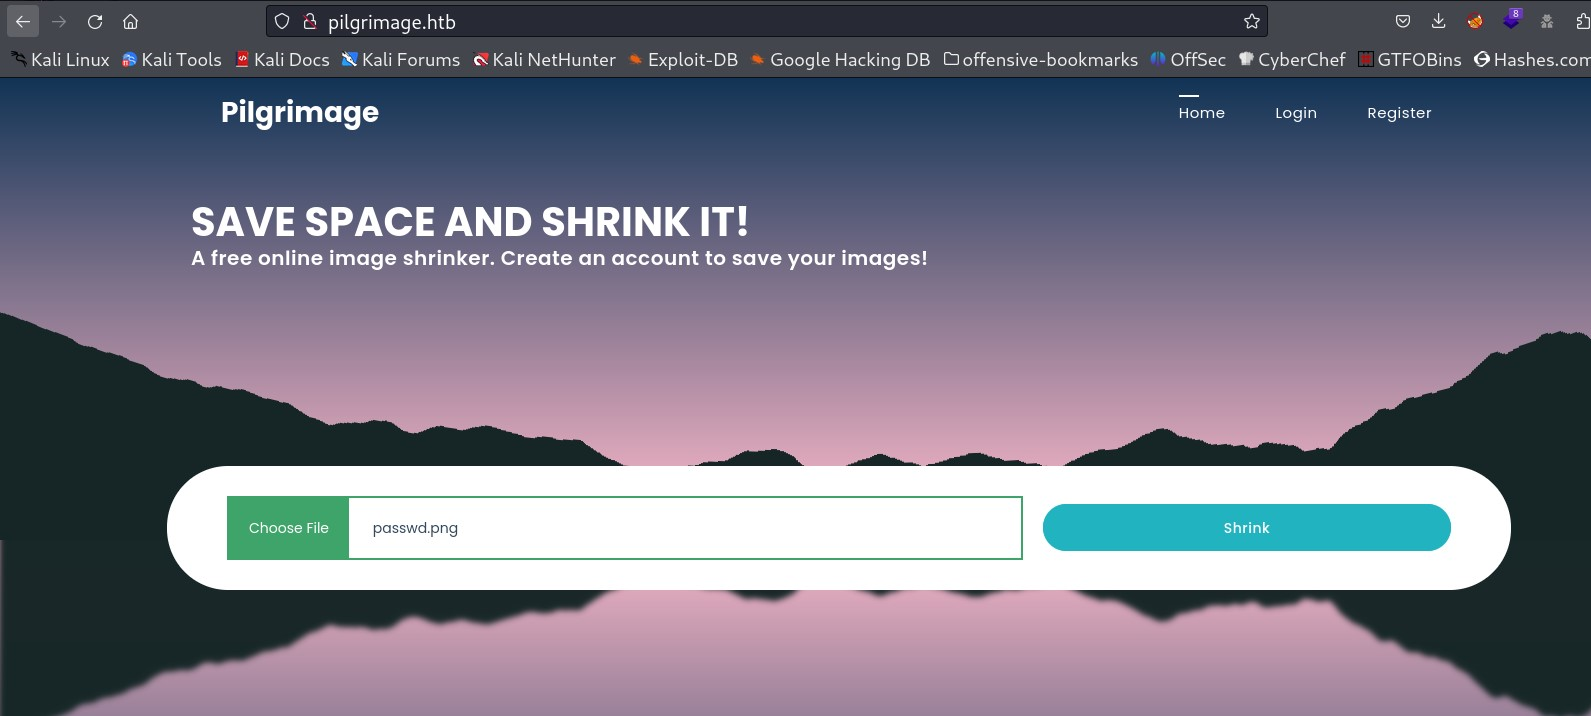 pilgrimage.htb
8
Kali Linux Kali Tools Kali Docs Kali Forums Kali NetHunter Exploit-DB Google Hacking DB offensive-bookmarks OffSec CyberChef GTFOBins Hashes.com
Pilgrimage Home Login Register
SAVE SPACE AND SHRINK IT!
A free online image shrinker. Create an account to save your images!
Choose File passwd.png Shrink